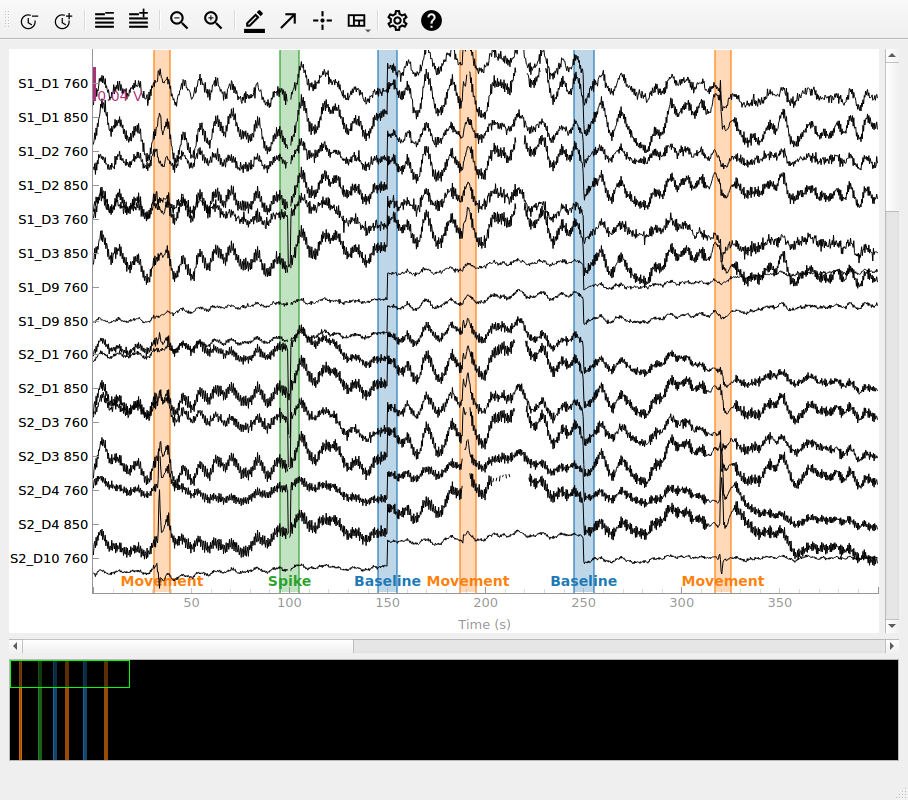 S1_D1 760
0.04 V
S1_D1 850
S1_D2 760
S1_D2 850
S1_D3 760
S1_D3 850
S1_D9 760
S1_D9 850
S2_D1 760
S2_D1 850
S2_D3 760
S2_D3 850
S2_D4 760
S2_D4 850
S2_D10 760
Movement Spike Baseline Movement Baseline Movement
50 100 150 200 250 300 350
Time (s)